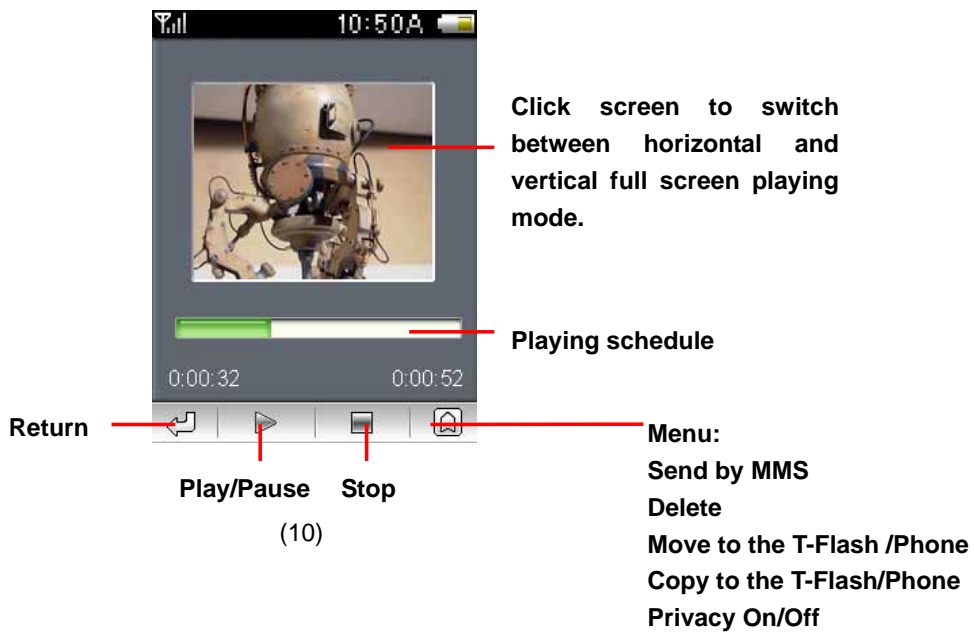 10:50A
Click screen to switch
between horizontal and
vertical full screen playing
mode.
Playing schedule
0:00:32 0:00:52
Return
Play/Pause Stop
(10)
Menu:
Send by MMS
Delete
Move to the T-Flash /Phone
Copy to the T-Flash/Phone
Privacy On/Off